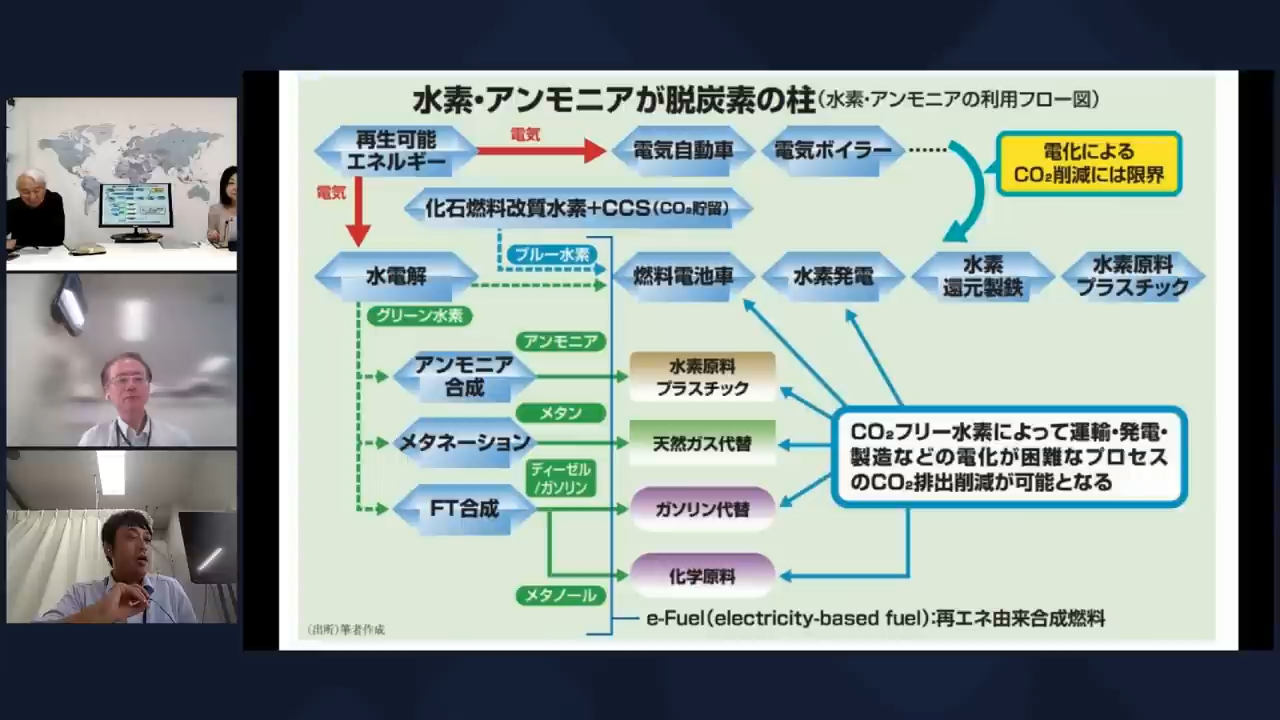 水素・アンモニアが脱炭素の柱(水素・アンモニアの利用フロー図)
再生可能
エネルギー
電気
電気自動車
電気ボイラー
電化による
CO₂削減には限界
電気
化石燃料改質水素+CCS(CO₂貯留)
ブルー水素
水電解
燃料電池車
水素発電
水素
還元製鉄
水素原料
プラスチック
グリーン水素
アンモニア
アンモニア
合成
水素原料
プラスチック
メタン
メタネーション
天然ガス代替
CO₂フリー水素によって運輸・発電・
製造などの電化が困難なプロセス
のCO₂排出削減が可能となる
ディーゼル
/ガソリン
FT合成
ガソリン代替
化学原料
メタノール
e-Fuel(electricity-based fuel):再エネ由来合成燃料
(出所)筆者作成